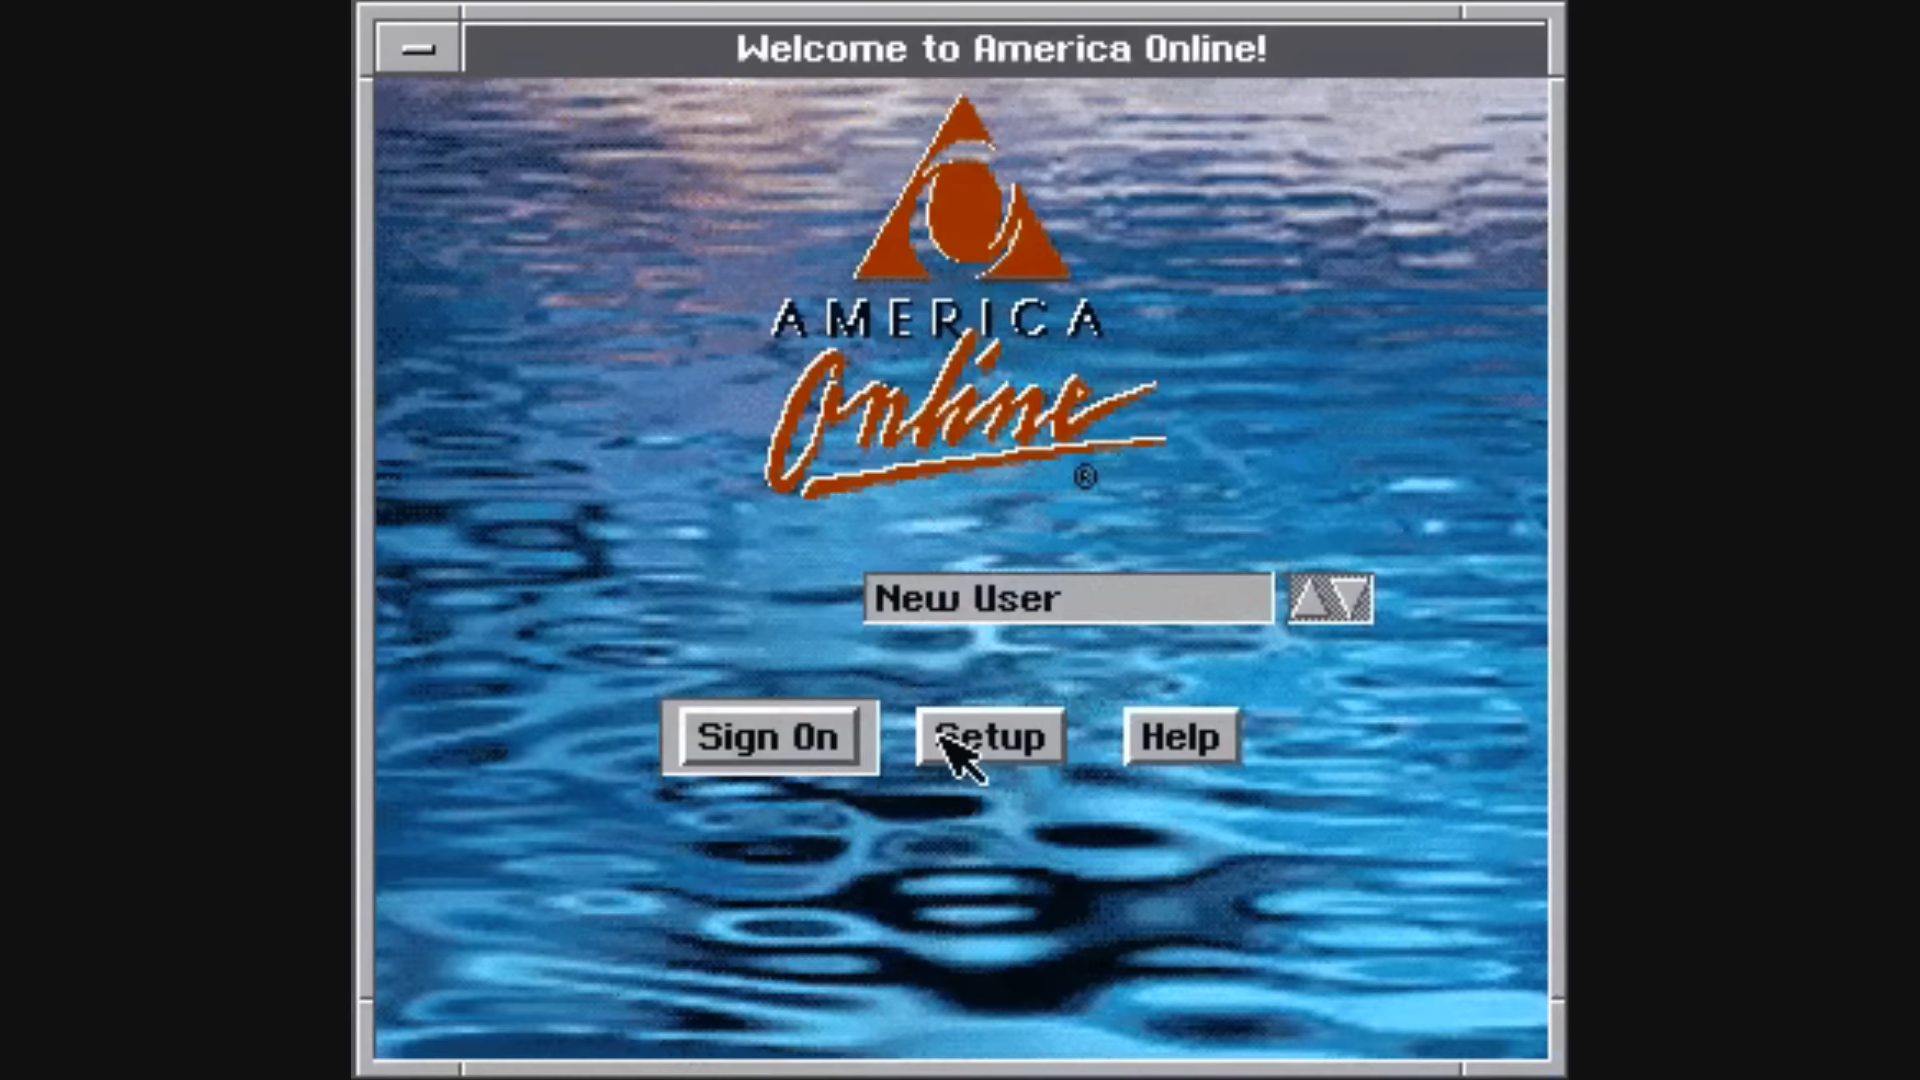 Welcome to America Online!
AMERICA
Online
®
New User
Sign On
Setup
Help